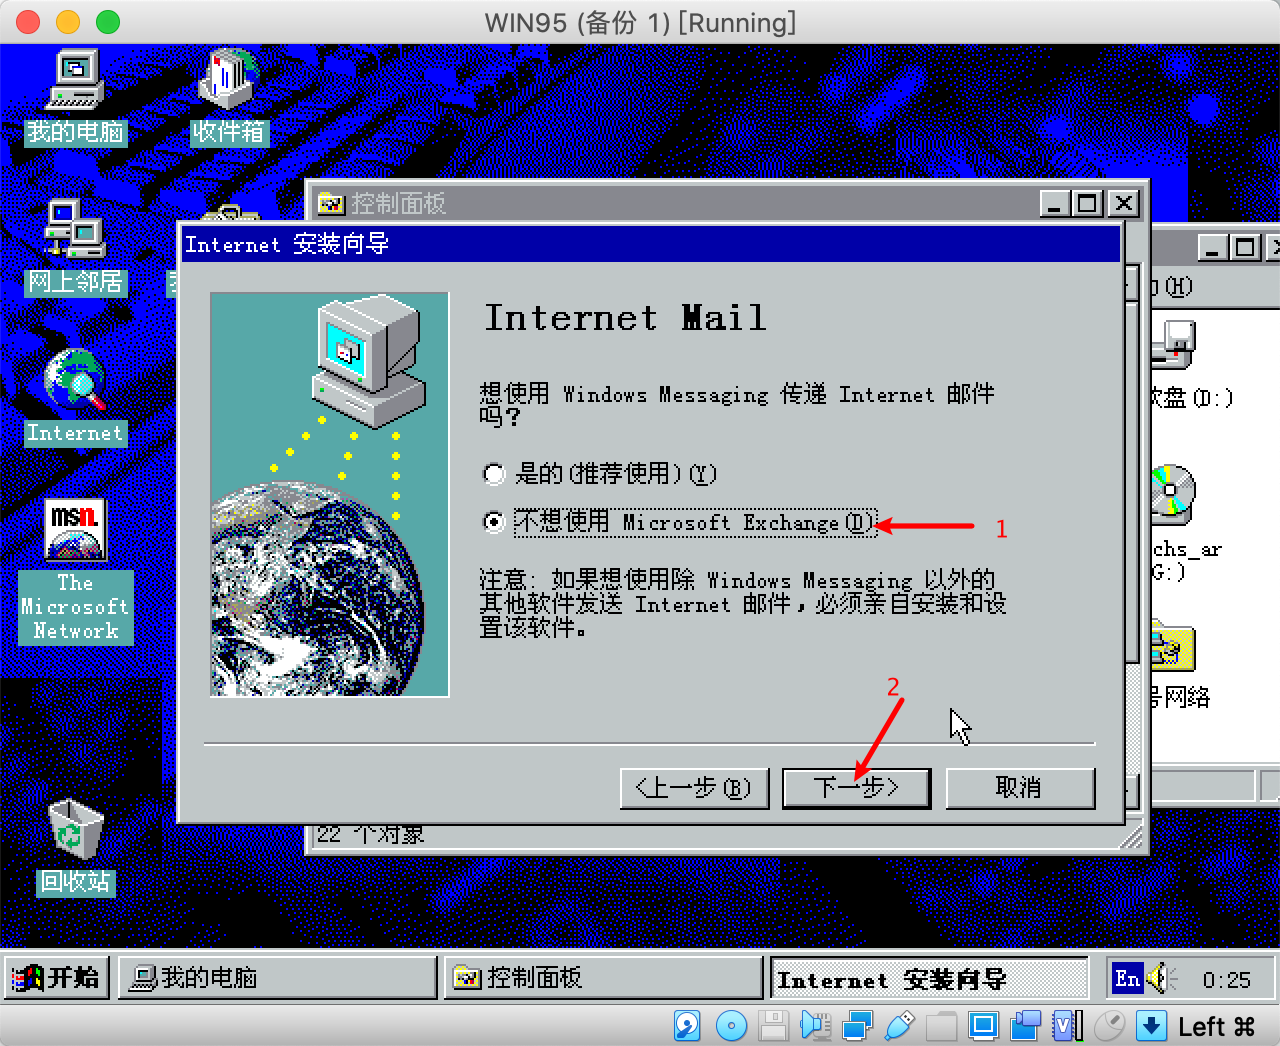 WIN95 (备份 1) [Running]
我的电脑
收件箱
控制面板
网上邻居
Internet 安装向导
(H)
Internet Mail
想使用 Windows Messaging 传递 Internet 邮件
吗?
(D:)
Internet
是的(推荐使用)(Y)
不想使用 Microsoft Exchange(D)
1
msn.
chs_ar
G:)
The
Microsoft
Network
注意: 如果想使用除 Windows Messaging 以外的
其他软件发送 Internet 邮件,必须亲自安装和设
置该软件。
2
网络
<上一步(B)
下一步>
取消
22 个对象
回收站
开始
我的电脑
控制面板
Internet 安装向导
En
0:25
Left ⌘